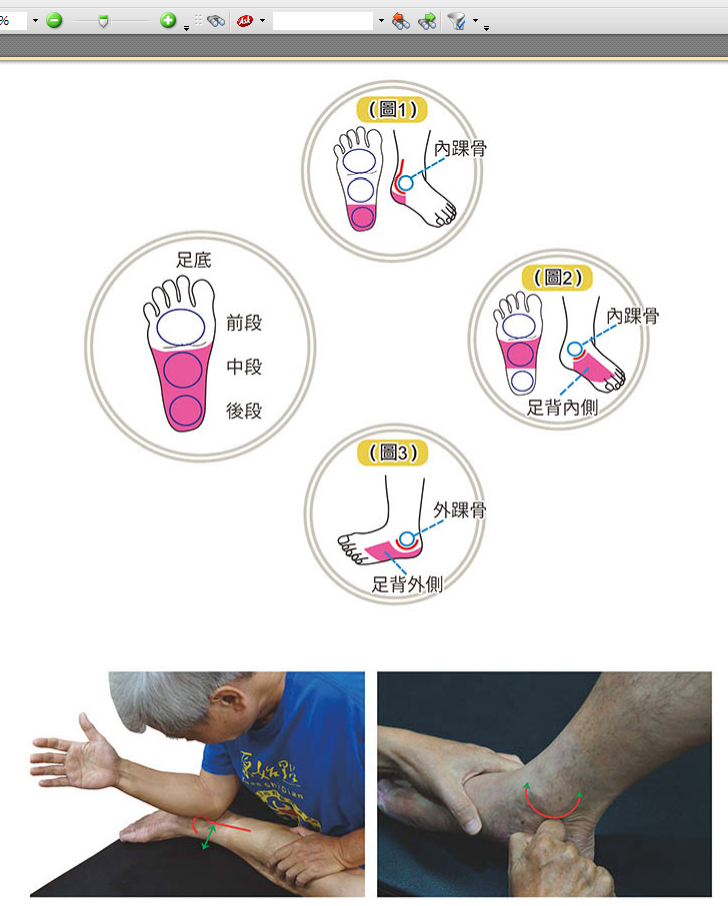 %
Ask
(圖1)
內踝骨
足底
前段
中段
後段
(圖2)
內踝骨
足背內側
(圖3)
外踝骨
足背外側